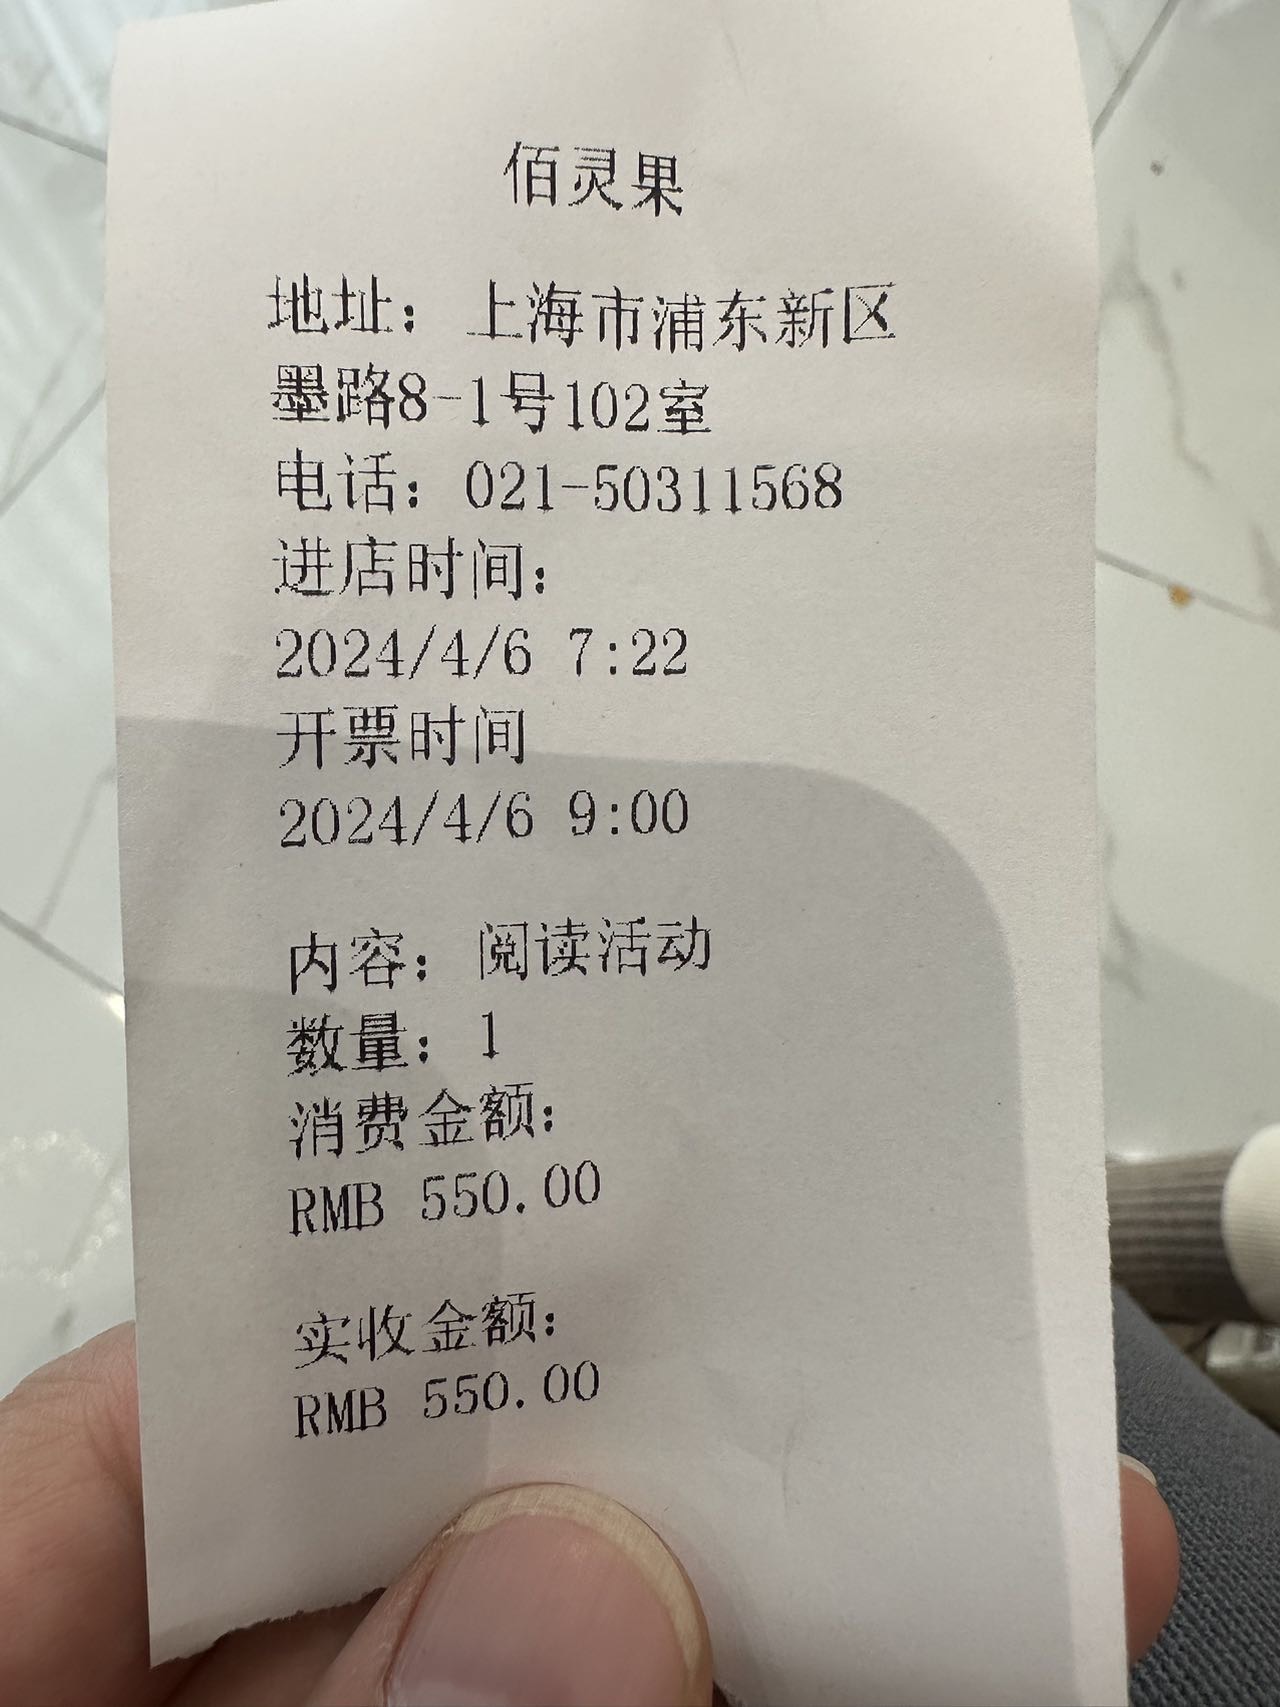 佰灵果
地址：上海市浦东新区
墨路8-1号102室
电话：021-50311568
进店时间：
2024/4/6 7:22
开票时间
2024/4/6 9:00
内容：阅读活动
数量：1
消费金额：
RMB 550.00
实收金额：
RMB 550.00